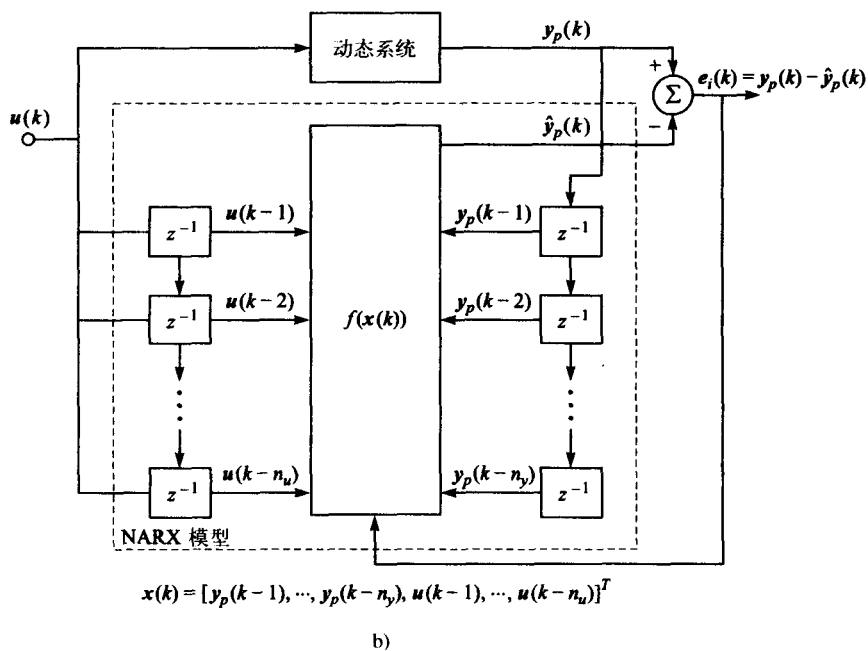 y_p(k)
动态系统
+
e_i(k) = y_p(k) − ŷ_p(k)
Σ
u(k)
ŷ_p(k)
−
u(k−1)
y_p(k−1)
z⁻¹
z⁻¹
u(k−2)
y_p(k−2)
z⁻¹
f(x(k))
z⁻¹
u(k−n_u)
y_p(k−n_y)
z⁻¹
z⁻¹
NARX 模型
x(k) = [y_p(k−1), ⋯, y_p(k−n_y), u(k−1), ⋯, u(k−n_u)}^T
b)